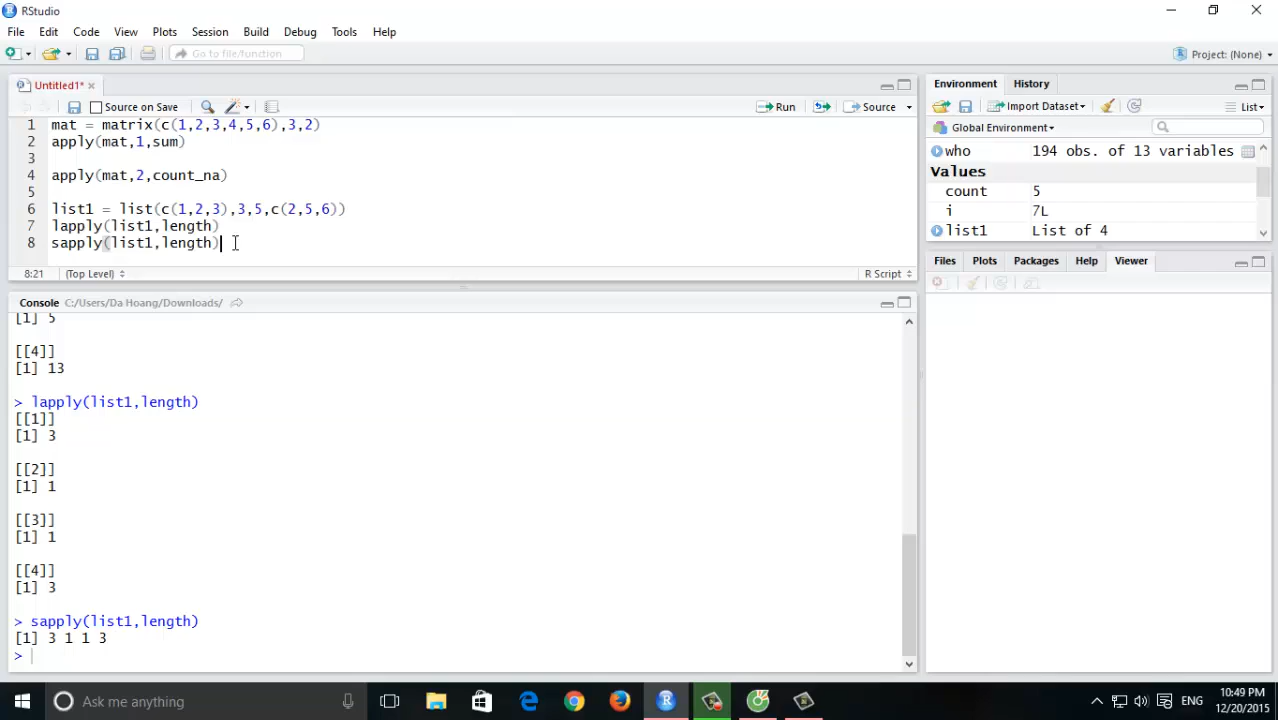 RStudio
File Edit Code View Plots Session Build Debug Tools Help
Go to file/function
Project: (None)
Untitled1*
Source on Save
Run
Source
1 mat = matrix(c(1,2,3,4,5,6),3,2)
2 apply(mat,1,sum)
3
4 apply(mat,2,count_na)
5
6 list1 = list(c(1,2,3),3,5,c(2,5,6))
7 lapply(list1,length)
8 sapply(list1,length)
8:21 (Top Level) R Script
Console C:/Users/Da Hoang/Downloads/
[1] 5
[[4]]
[1] 13
> lapply(list1,length)
[[1]]
[1] 3
[[2]]
[1] 1
[[3]]
[1] 1
[[4]]
[1] 3
> sapply(list1,length)
[1] 3 1 1 3
>
Environment History
Import Dataset List
Global Environment
who 194 obs. of 13 variables
Values
count 5
i 7L
list1 List of 4
Files Plots Packages Help Viewer
Ask me anything
ENG
10:49 PM
12/20/2015